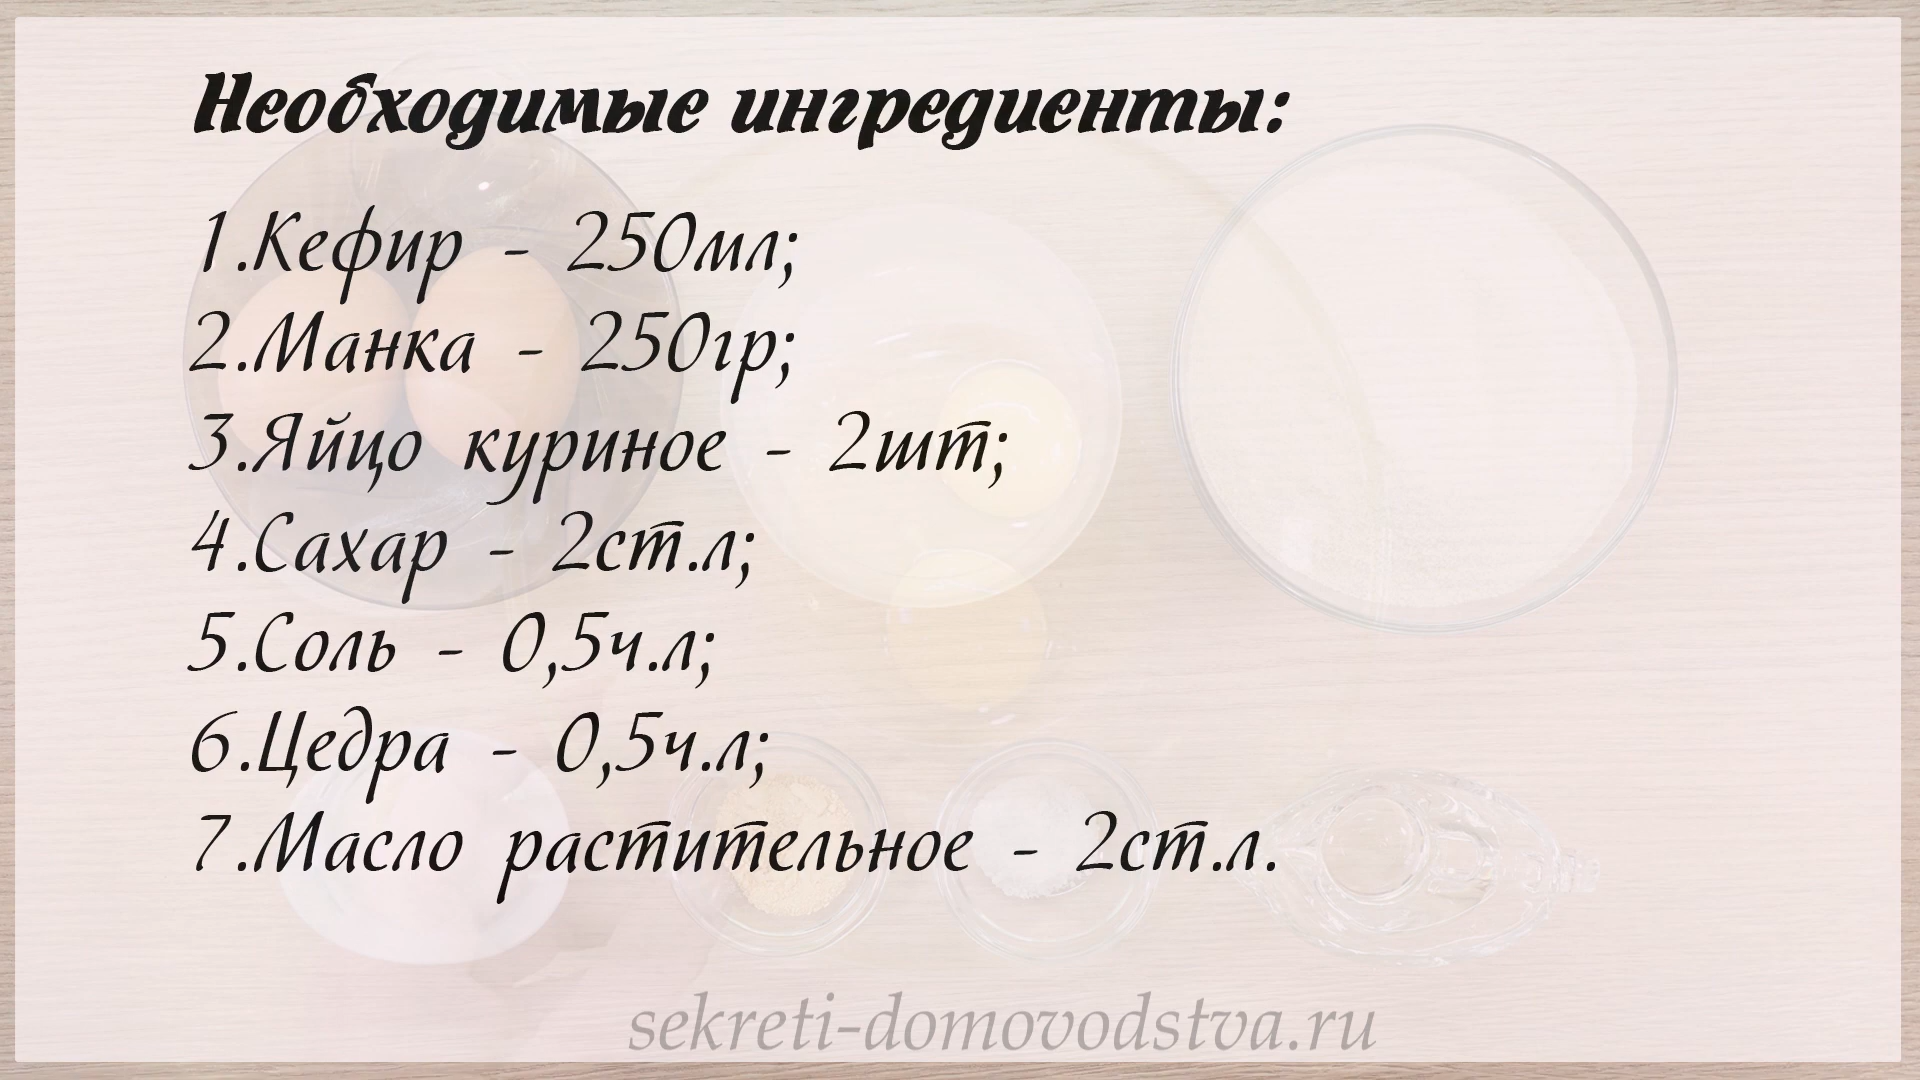 Необходимые ингредиенты:
1.Кефир - 250мл;
2.Манка - 250гр;
3.Яйцо куриное - 2шт;
4.Сахар - 2ст.л;
5.Соль - 0,5ч.л;
6.Цедра - 0,5ч.л;
7.Масло растительное - 2ст.л.
sekreti-domovodstva.ru